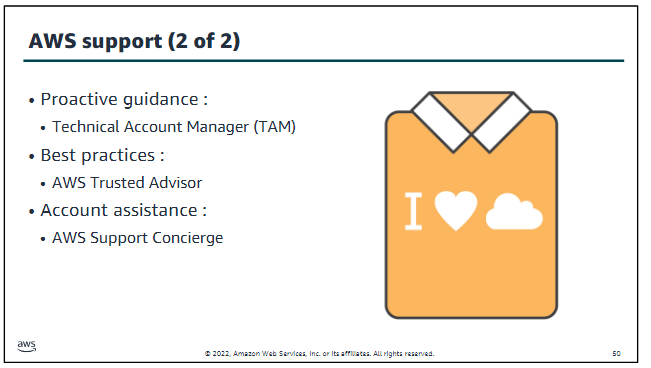 AWS support (2 of 2)
• Proactive guidance :
• Technical Account Manager (TAM)
• Best practices :
• AWS Trusted Advisor
• Account assistance :
• AWS Support Concierge
I
aws
© 2022, Amazon Web Services, Inc. or Its affiliates. All rights reserved.
50